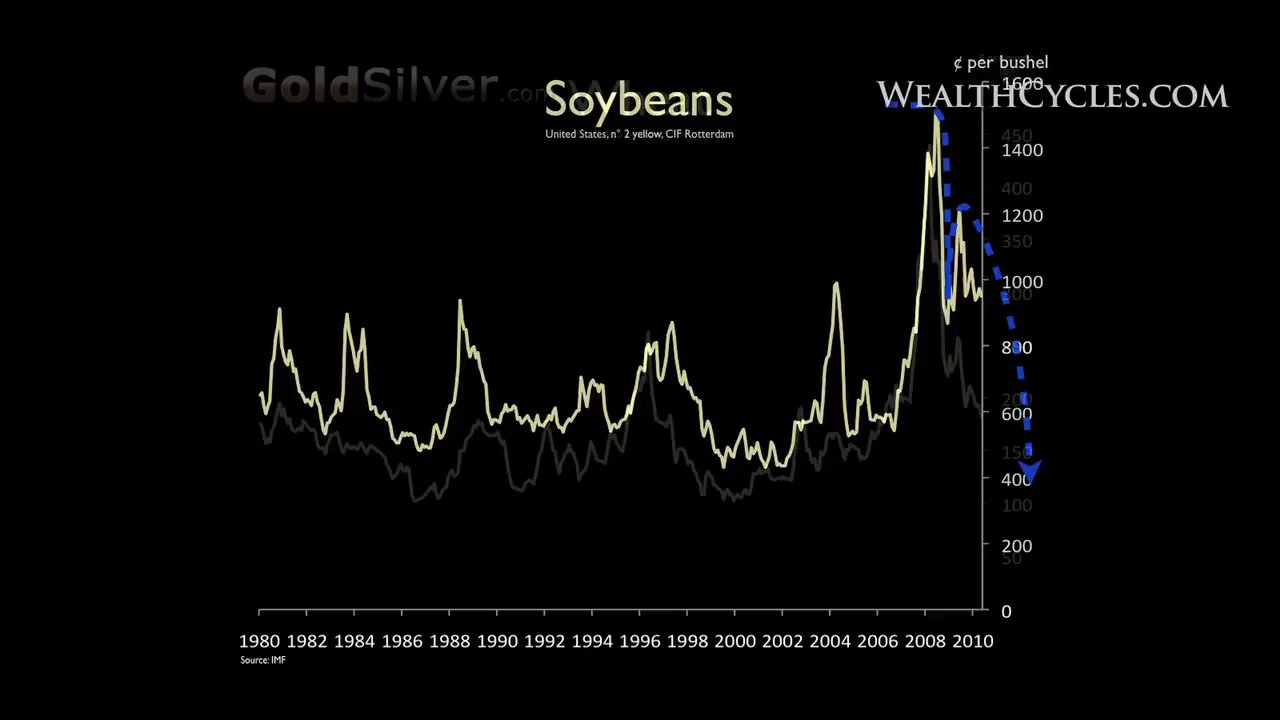 ¢ per bushel
GoldSilver.com
Wheat
Soybeans
WEALTHCYCLES.COM
United States, n° 2 yellow, CIF Rotterdam
1600
450
1400
400
1200
350
1000
300
800
200
600
150
400
100
200
50
0
1980 1982 1984 1986 1988 1990 1992 1994 1996 1998 2000 2002 2004 2006 2008 2010
Source: IMF